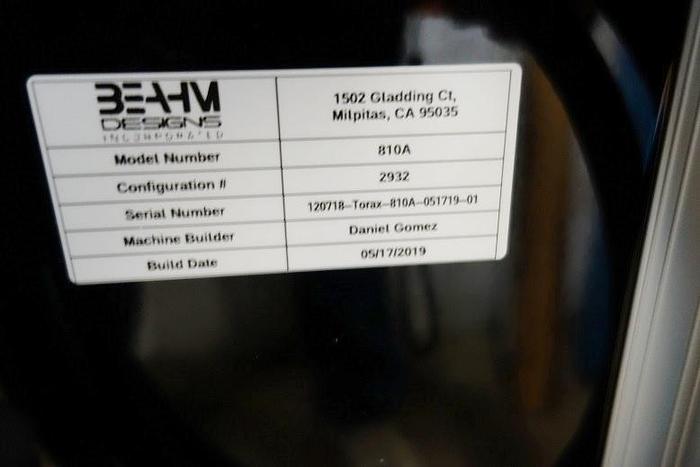 BEAHM
DESIGNS
INCORPORATED
1502 Gladding Ct,
Milpitas, CA 95035
Model Number 810A
Configuration # 2932
Serial Number 120718-Torax-810A-051719-01
Machine Builder Daniel Gomez
Build Date 05/17/2019